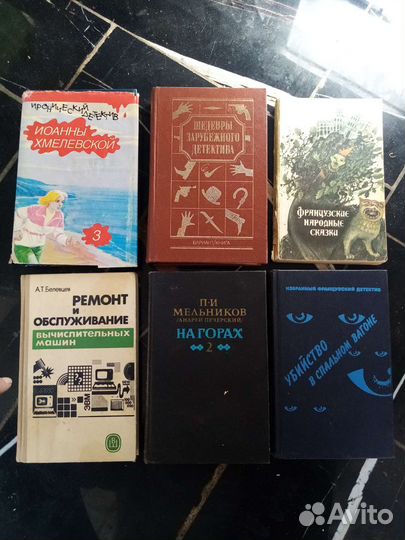 ИРОНИЧЕСКИЙ ДЕТЕКТИВ
ИОАННЫ
ХМЕЛЕВСКОЙ
3
ШЕДЕВРЫ
ЗАРУБЕЖНОГО
ДЕТЕКТИВА
ФРАНЦУЗСКИЕ
НАРОДНЫЕ
СКАЗКИ
А.Т. Белевцев
РЕМОНТ
И
ОБСЛУЖИВАНИЕ
ВЫЧИСЛИТЕЛЬНЫХ
МАШИН
ЭВМ
П·И
МЕЛЬНИКОВ
(АНДРЕЙ ПЕЧЕРСКИЙ)
НА ГОРАХ
2
ИЗБРАННЫЙ ФРАНЦУЗСКИЙ ДЕТЕКТИВ
УБИЙСТВО
В СПАЛЬНОМ ВАГОНЕ
Avito